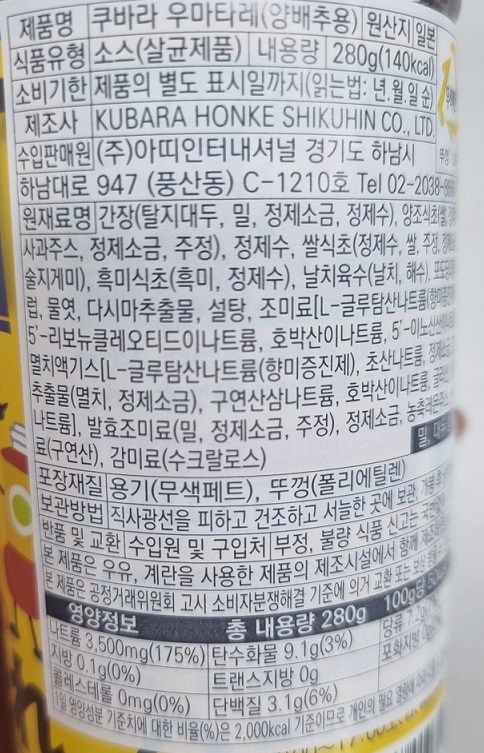 제품명 쿠바라 우마타레(양배추용) 원산지 일본
식품유형 소스(살균제품) 내용량 280g(140kcal)
소비기한 제품의 별도 표시일까지(읽는법: 년.월.일 순)
제조사 KUBARA HONKE SHIKUHIN CO., LTD.
수입판매원 (주)아띠인터내셔널 경기도 하남시
하남대로 947 (풍산동) C-1210호 Tel 02-2038-
원재료명 간장(탈지대두, 밀, 정제소금, 정제수), 양조식초(쌀,
사과주스, 정제소금, 주정), 정제수, 쌀식초(정제수, 쌀, 주정,
술지게미), 흑미식초(흑미, 정제수), 날치육수(날치, 해수),
럽, 물엿, 다시마추출물, 설탕, 조미료[L-글루탐산나트륨(향미증진제),
5'-리보뉴클레오티드이나트륨, 호박산이나트륨,
멸치액기스[L-글루탐산나트륨(향미증진제), 초산나트륨,
추출물(멸치, 정제소금), 구연산삼나트륨, 호박산이나트륨,
나트륨], 발효조미료(밀, 정제소금, 주정), 정제소금,
료(구연산), 감미료(수크랄로스) 밀,
포장재질 용기(무색페트), 뚜껑(폴리에틸렌)
보관방법 직사광선을 피하고 건조하고 서늘한 곳에 보관,
반품 및 교환 수입원 및 구입처 부정, 불량 식품 신고는
본 제품은 우유, 계란을 사용한 제품의 제조시설에서 함께
본 제품은 공정거래위원회 고시 소비자분쟁해결 기준에 의거 교환 또는
영양정보 총 내용량 280g 100g당
나트륨 3,500mg(175%) 탄수화물 9.1g(3%) 당류
지방 0.1g(0%) 트랜스지방 0g 포화지방
콜레스테롤 0mg(0%) 단백질 3.1g(6%)
1일 영양성분 기준치에 대한 비율(%)은 2,000kcal 기준이므로 개인의 필요